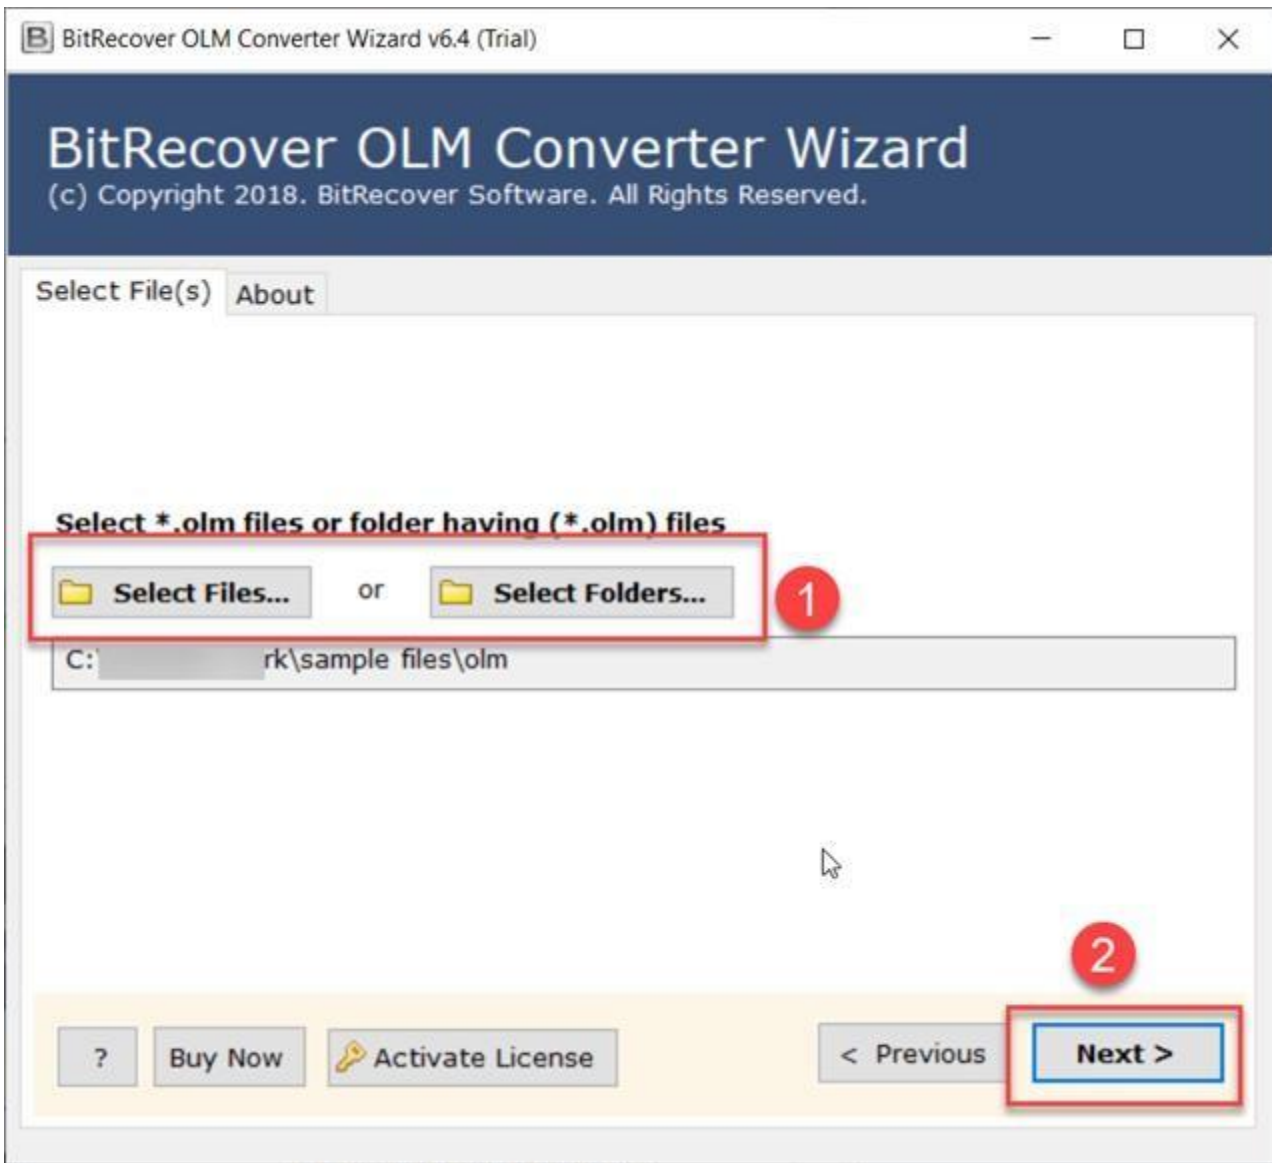 BitRecover OLM Converter Wizard v6.4 (Trial)
BitRecover OLM Converter Wizard
(c) Copyright 2018. BitRecover Software. All Rights Reserved.
Select File(s) About
Select *.olm files or folder having (*.olm) files
Select Files... or Select Folders... 1
C:\ rk\sample files\olm
2
? Buy Now Activate License < Previous Next >